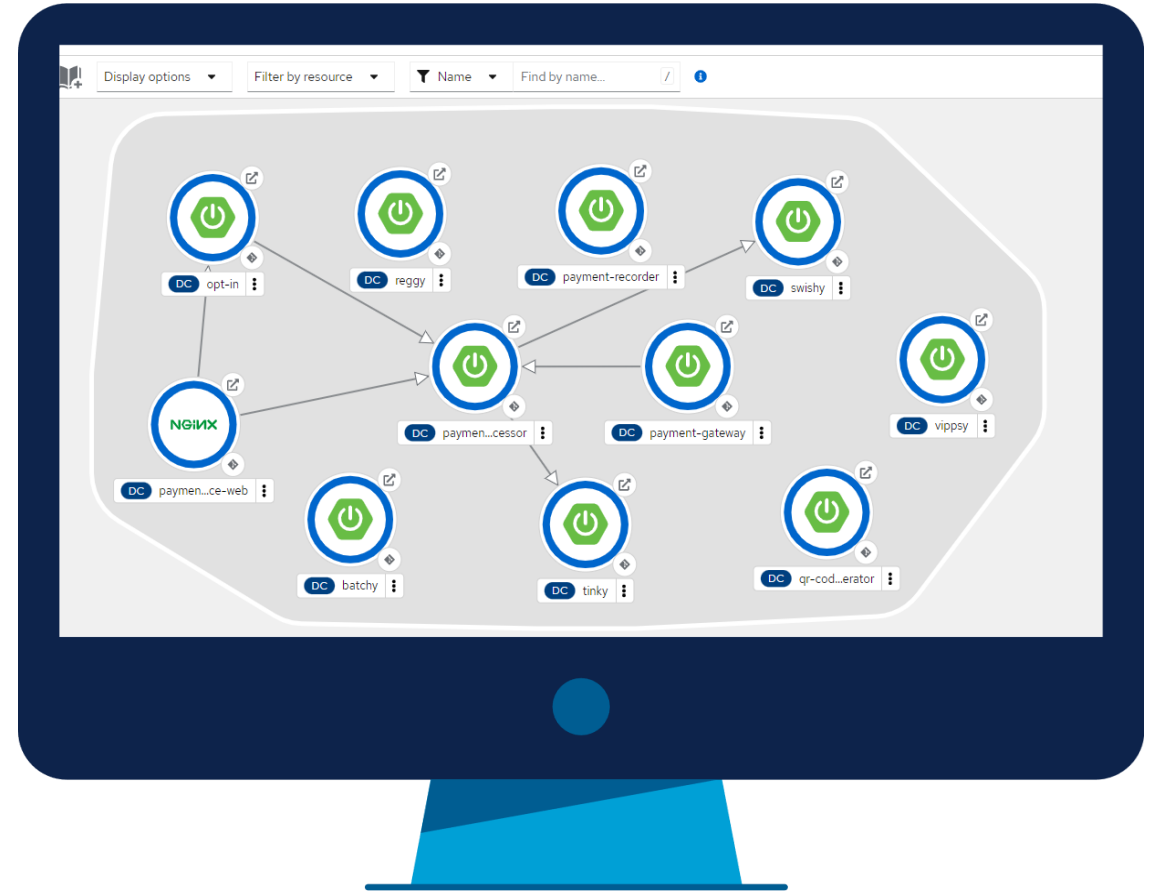 Display options
Filter by resource
Name
Find by name...
/
i
DC opt-in
DC reggy
DC payment-recorder
DC swishy
NGINX
DC paymen...ce-web
DC paymen...cessor
DC payment-gateway
DC vippsy
DC batchy
DC tinky
DC qr-cod...erator